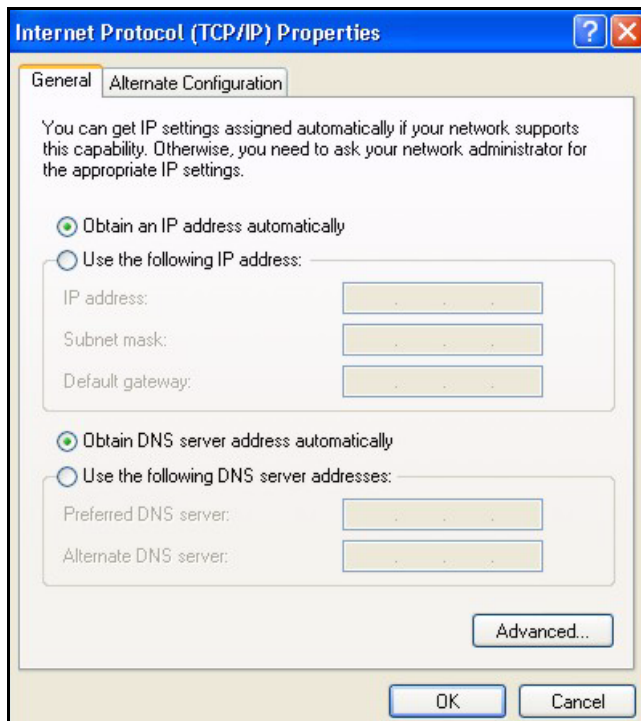 Internet Protocol (TCP/IP) Properties
General
Alternate Configuration
You can get IP settings assigned automatically if your network supports
this capability. Otherwise, you need to ask your network administrator for
the appropriate IP settings.
Obtain an IP address automatically
Use the following IP address:
IP address:
Subnet mask:
Default gateway:
Obtain DNS server address automatically
Use the following DNS server addresses:
Preferred DNS server:
Alternate DNS server:
Advanced...
OK
Cancel